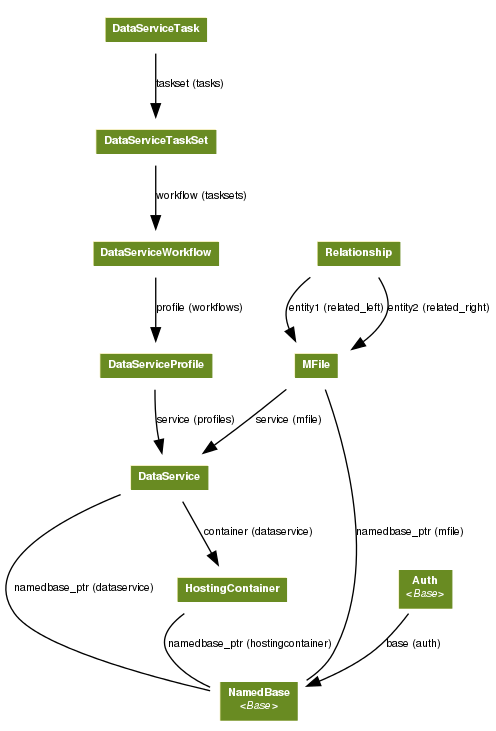 DataServiceTask
taskset (tasks)
DataServiceTaskSet
workflow (tasksets)
DataServiceWorkflow
Relationship
profile (workflows)
entity1 (related_left)
entity2 (related_right)
DataServiceProfile
MFile
service (profiles)
service (mfile)
DataService
container (dataservice)
namedbase_ptr (mfile)
namedbase_ptr (dataservice)
HostingContainer
Auth
<Base>
namedbase_ptr (hostingcontainer)
base (auth)
NamedBase
<Base>